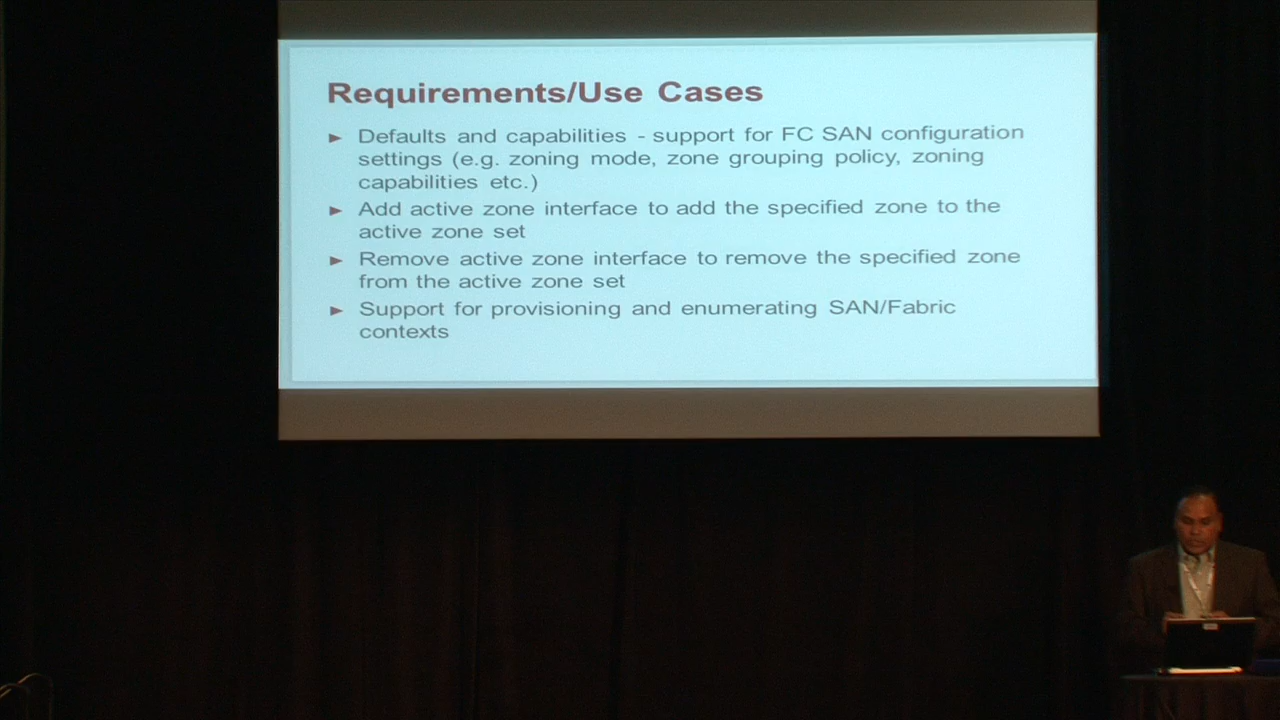 Requirements/Use Cases
► Defaults and capabilities - support for FC SAN configuration
settings (e.g. zoning mode, zone grouping policy, zoning
capabilities etc.)
► Add active zone interface to add the specified zone to the
active zone set
► Remove active zone interface to remove the specified zone
from the active zone set
► Support for provisioning and enumerating SAN/Fabric
contexts